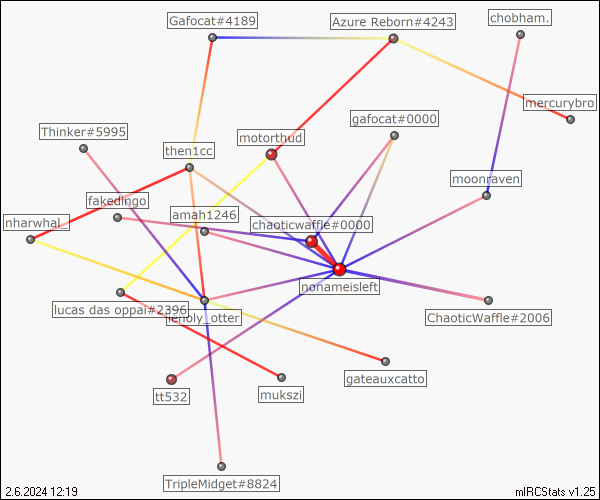 Gafocat#4189
Azure Reborn#4243
chobham.
mercurybro
gafocat#0000
Thinker#5995
motorthud
then1cc
moonraven
fakedingo
amah1246
nharwhal_
chaoticwaffle#0000
nonameisleft
lucas das oppai#2396
holy_otter
ChaoticWaffle#2006
gateauxcatto
tt532
mukszi
TripleMidget#8824
2.6.2024 12:19
mIRCStats v1.25